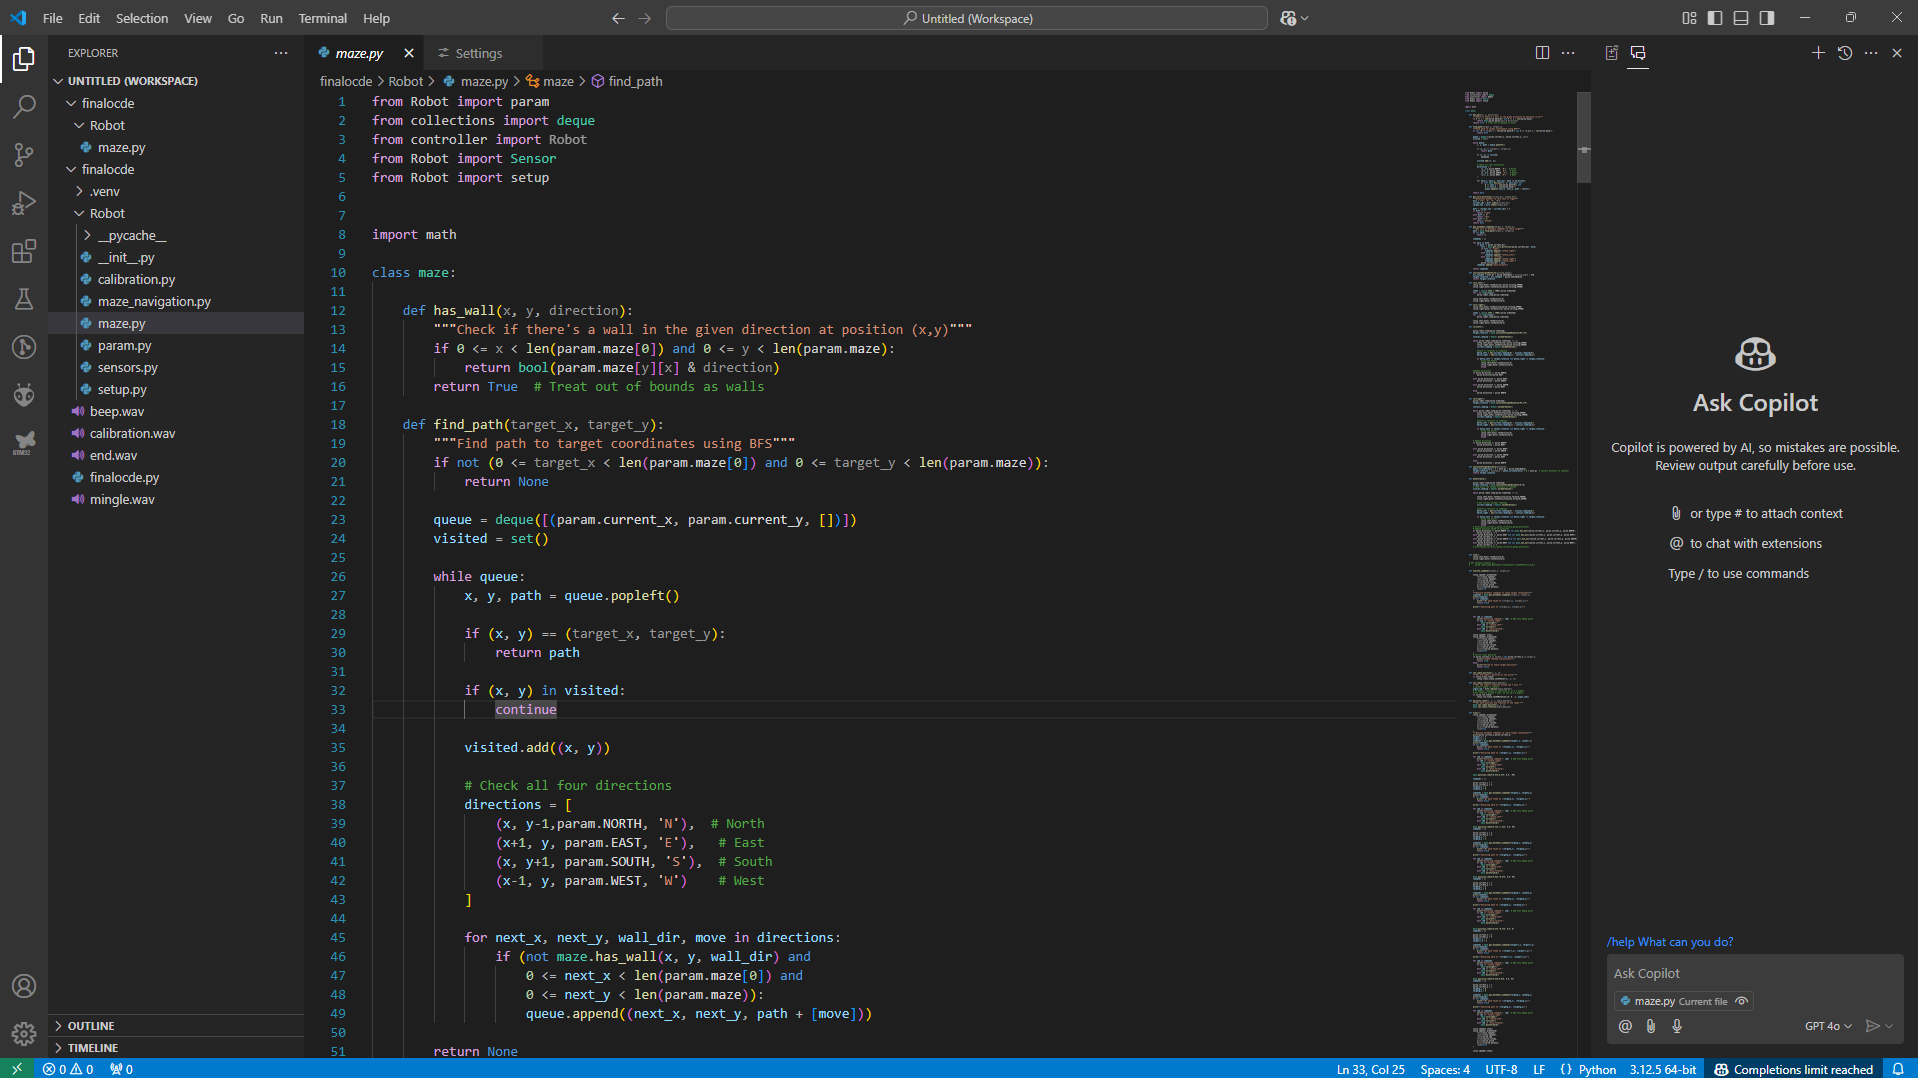 File Edit Selection View Go Run Terminal Help
Untitled (Workspace)
EXPLORER
UNTITLED (WORKSPACE)
finalocde
Robot
maze.py
finalocde
.venv
Robot
__pycache__
__init__.py
calibration.py
maze_navigation.py
maze.py
param.py
sensors.py
setup.py
beep.wav
calibration.wav
end.wav
finalocde.py
mingle.wav
OUTLINE
TIMELINE
maze.py
Settings
finalocde > Robot > maze.py > maze > find_path
1 from Robot import param
2 from collections import deque
3 from controller import Robot
4 from Robot import Sensor
5 from Robot import setup
6
7
8 import math
9
10 class maze:
11
12     def has_wall(x, y, direction):
13         """Check if there's a wall in the given direction at position (x,y)"""
14         if 0 <= x < len(param.maze[0]) and 0 <= y < len(param.maze):
15             return bool(param.maze[y][x] & direction)
16         return True  # Treat out of bounds as walls
17
18     def find_path(target_x, target_y):
19         """Find path to target coordinates using BFS"""
20         if not (0 <= target_x < len(param.maze[0]) and 0 <= target_y < len(param.maze)):
21             return None
22
23         queue = deque([(param.current_x, param.current_y, [])])
24         visited = set()
25
26         while queue:
27             x, y, path = queue.popleft()
28
29             if (x, y) == (target_x, target_y):
30                 return path
31
32             if (x, y) in visited:
33                 continue
34
35             visited.add((x, y))
36
37             # Check all four directions
38             directions = [
39                 (x, y-1,param.NORTH, 'N'),  # North
40                 (x+1, y, param.EAST, 'E'),   # East
41                 (x, y+1, param.SOUTH, 'S'),  # South
42                 (x-1, y, param.WEST, 'W')    # West
43             ]
44
45             for next_x, next_y, wall_dir, move in directions:
46                 if (not maze.has_wall(x, y, wall_dir) and
47                     0 <= next_x < len(param.maze[0]) and
48                     0 <= next_y < len(param.maze)):
49                     queue.append((next_x, next_y, path + [move]))
50
51         return None
Ask Copilot
Copilot is powered by AI, so mistakes are possible.
Review output carefully before use.
or type # to attach context
@ to chat with extensions
Type / to use commands
/help What can you do?
Ask Copilot
maze.py Current file
@ GPT 4o
STM32
0 0 0 Ln 33, Col 25 Spaces: 4 UTF-8 LF { } Python 3.12.5 64-bit Completions limit reached